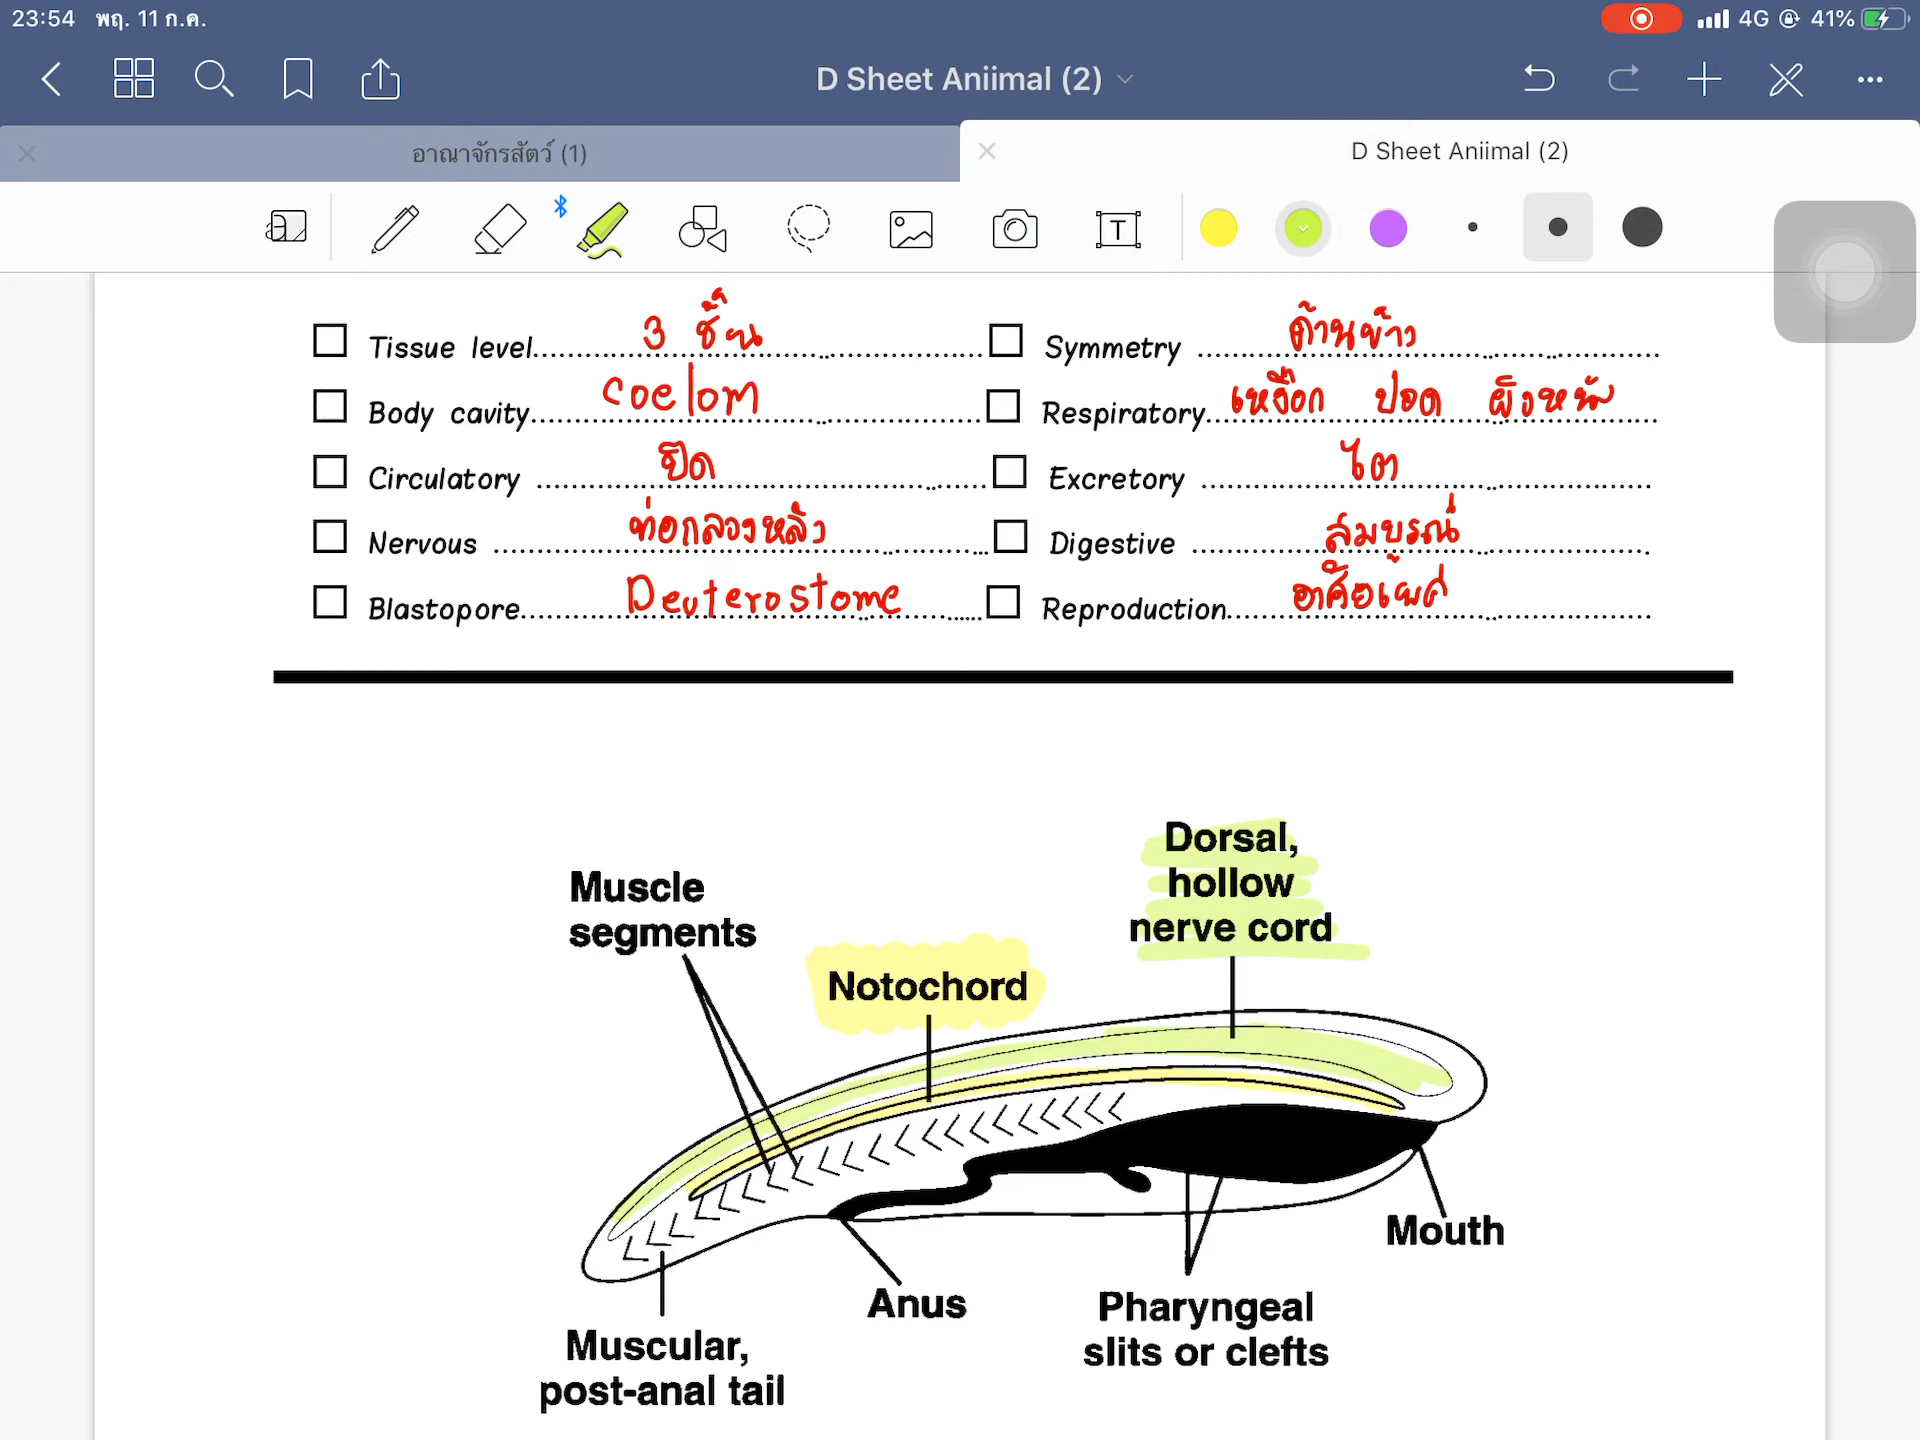 23:54 พฤ. 11 ก.ค. 4G 41%
D Sheet Aniimal (2)
อาณาจักรสัตว์ (1) D Sheet Aniimal (2)
Tissue level 3 ชั้น Symmetry ด้านข้าง
Body cavity coelom Respiratory เหงือก ปอด ผิวหนัง
Circulatory ปิด Excretory ไต
Nervous ท่อกลวงหลัง Digestive สมบูรณ์
Blastopore Deuterostome Reproduction อาศัยเพศ
Dorsal,
hollow
nerve cord
Muscle
segments
Notochord
Mouth
Anus
Pharyngeal
slits or clefts
Muscular,
post-anal tail